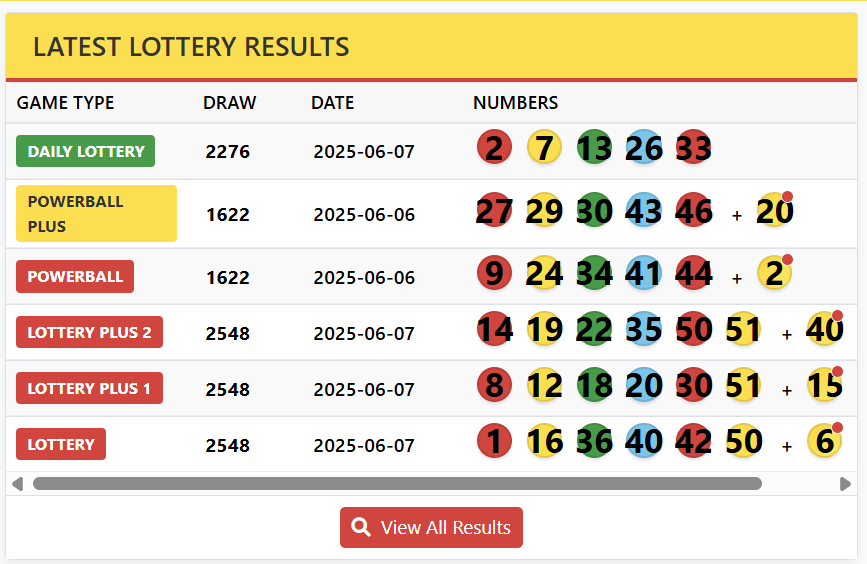 LATEST LOTTERY RESULTS
GAME TYPE DRAW DATE NUMBERS
DAILY LOTTERY 2276 2025-06-07 2 7 13 26 33
POWERBALL
PLUS 1622 2025-06-06 27 29 30 43 46 + 20
POWERBALL 1622 2025-06-06 9 24 34 41 44 + 2
LOTTERY PLUS 2 2548 2025-06-07 14 19 22 35 50 51 + 40
LOTTERY PLUS 1 2548 2025-06-07 8 12 18 20 30 51 + 15
LOTTERY 2548 2025-06-07 1 16 36 40 42 50 + 6
View All Results